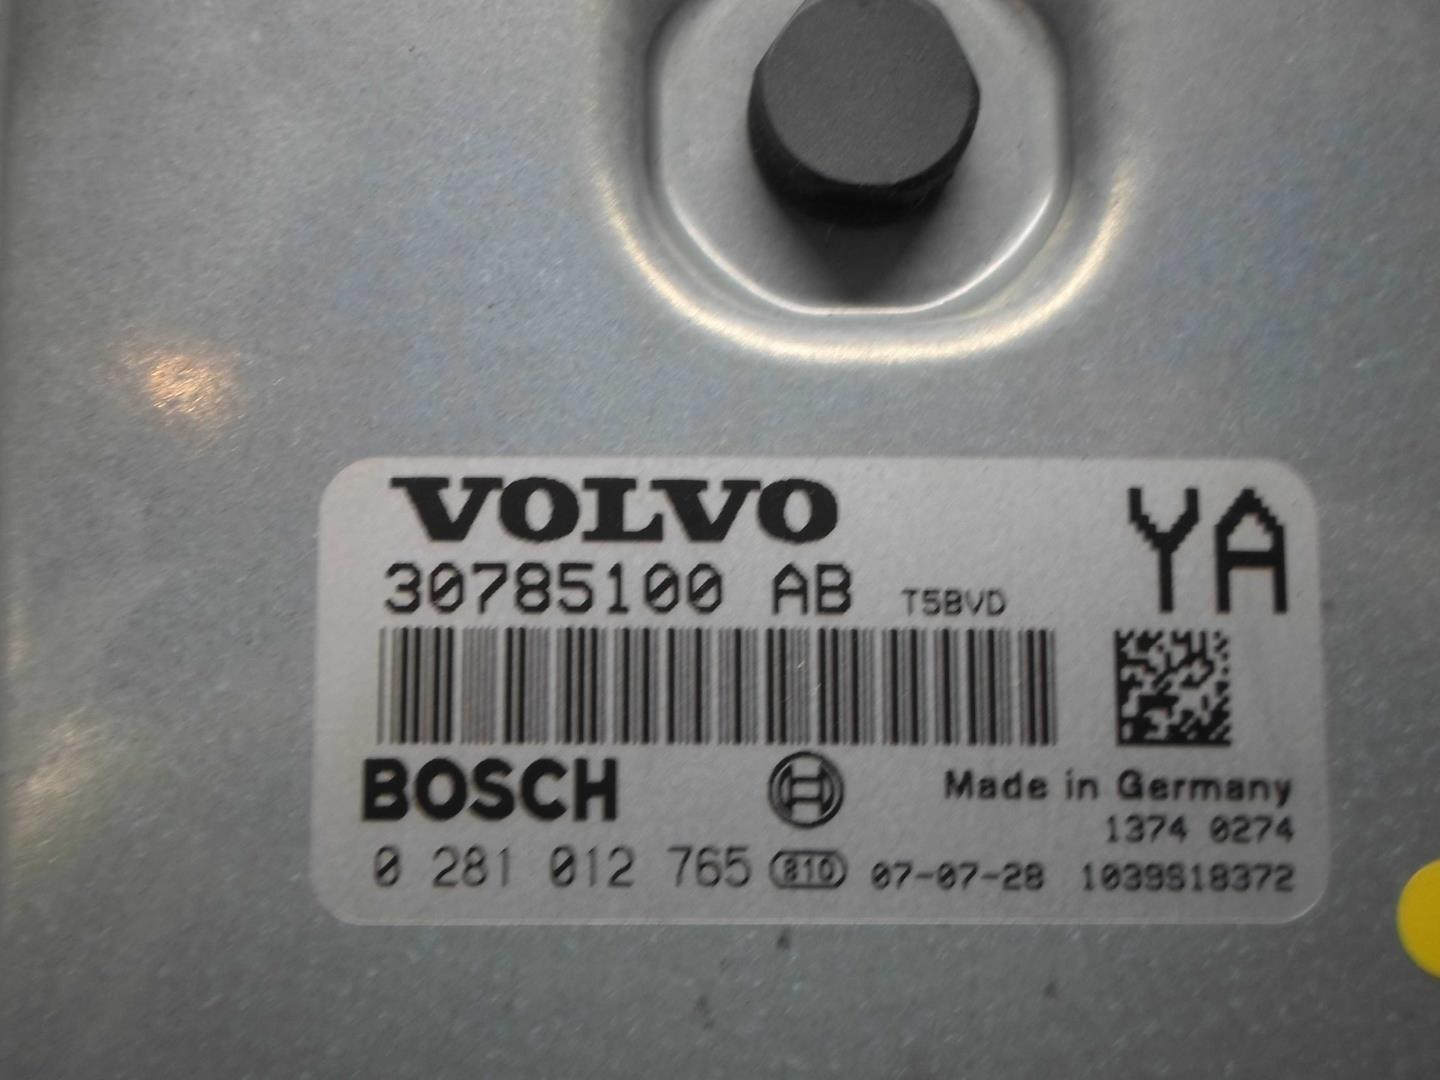 VOLVO
YA
30785100 AB T5BVD
BOSCH
Made in Germany
1374 0274
0 281 012 765 810 07-07-28 1039S18372